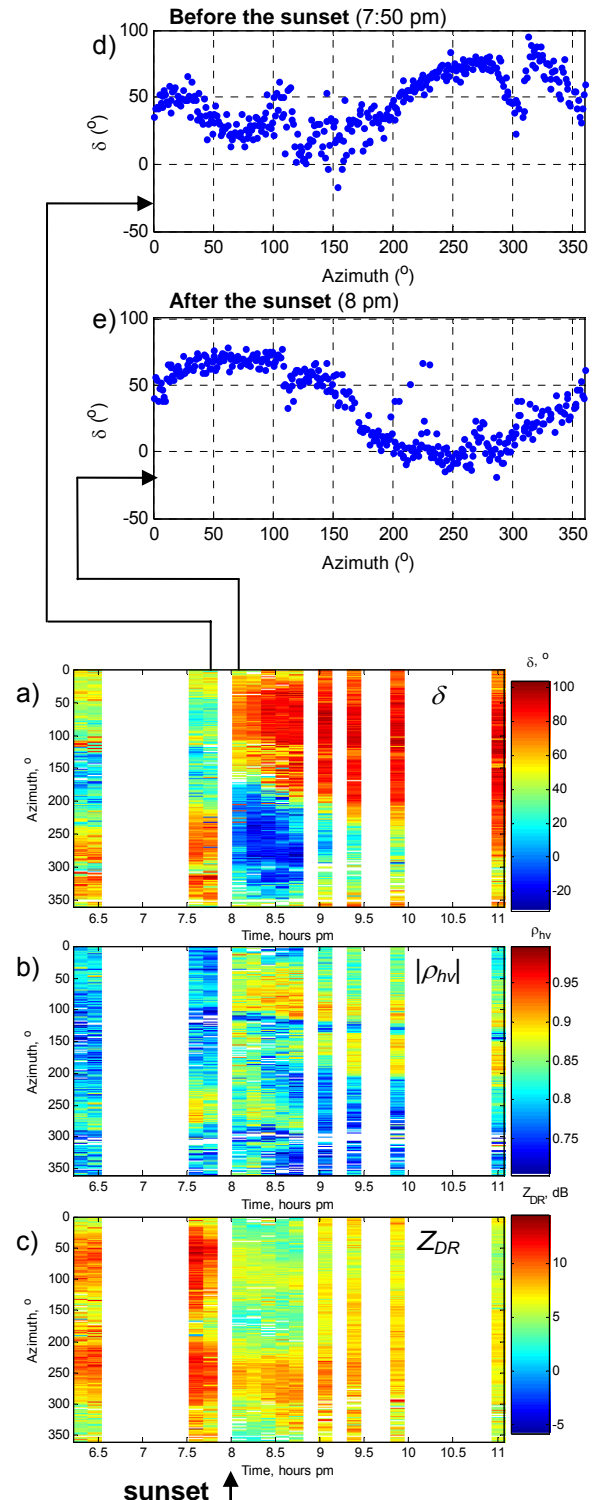 Before the sunset (7:50 pm)
d)
100
50
0
-50
δ (°)
0 50 100 150 200 250 300 350
Azimuth (°)
After the sunset (8 pm)
e)
100
50
0
-50
δ (°)
0 50 100 150 200 250 300 350
Azimuth (°)
a)
δ
δ, °
0
50
100
150
200
250
300
350
Azimuth, °
6.5 7 7.5 8 8.5 9 9.5 10 10.5 11
Time, hours pm
100
80
60
40
20
0
-20
b)
|ρhv|
ρhv
0
50
100
150
200
250
300
350
Azimuth, °
6.5 7 7.5 8 8.5 9 9.5 10 10.5 11
Time, hours pm
0.95
0.9
0.85
0.8
0.75
c)
ZDR
ZDR, dB
0
50
100
150
200
250
300
350
Azimuth, °
6.5 7 7.5 8 8.5 9 9.5 10 10.5 11
Time, hours pm
10
5
0
-5
sunset